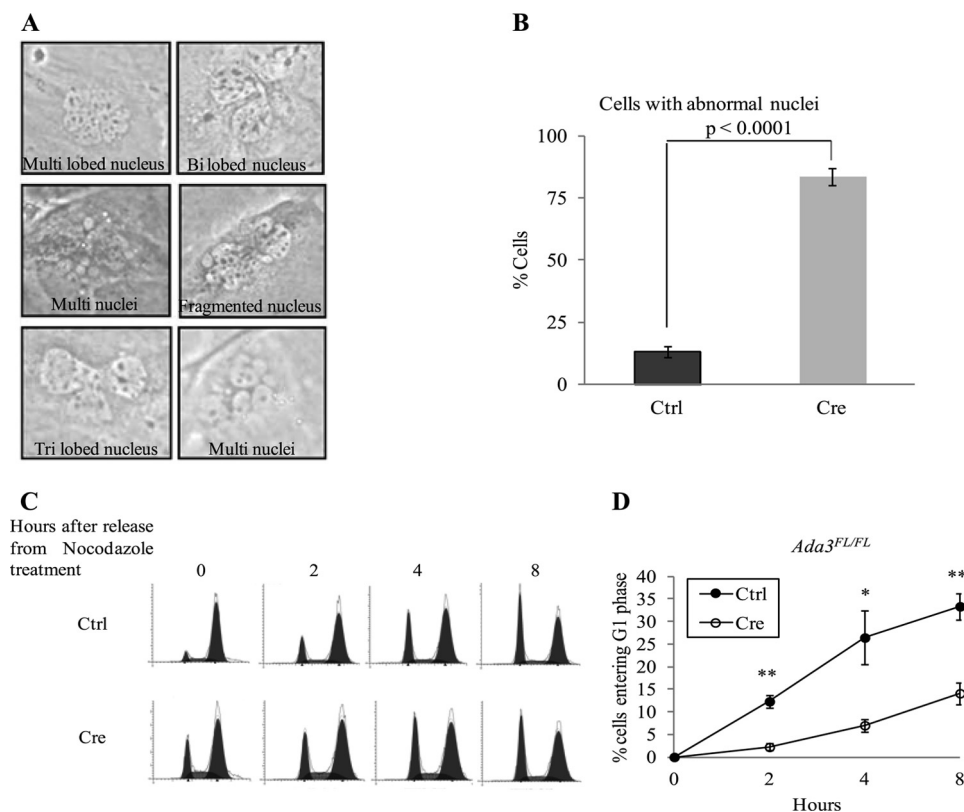 A
Multi lobed nucleus
Bi lobed nucleus
Multi nuclei
Fragmented nucleus
Tri lobed nucleus
Multi nuclei
B
Cells with abnormal nuclei
p < 0.0001
100
75
50
25
0
% Cells
Ctrl
Cre
C
Hours after release
from Nocodazole
treatment
0
2
4
8
Ctrl
Cre
D
Ada3FL/FL
40
35
30
25
20
15
10
5
0
% cells entering G1 phase
Ctrl
Cre
**
*
**
0
2
4
8
Hours